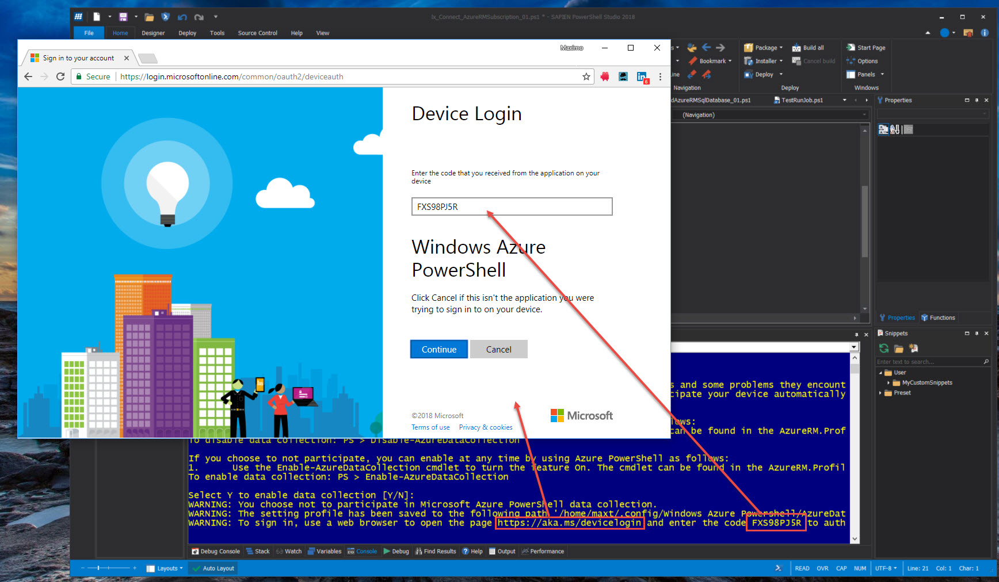 lx_Connect_AzureRMSubscription_01.ps1 * - SAPIEN PowerShell Studio 2018
File Home Designer Deploy Tools Source Control Help View
Maximo
Sign in to your account
Secure https://login.microsoftonline.com/common/oauth2/deviceauth
6
Package Build all Start Page
Bookmark Installer Cancel build Options
Deploy Panels
Navigation Deploy Windows
dAzureRMSqlDatabase_01.ps1 TestRunJob.ps1
(Navigation)
Properties
Device Login
Enter the code that you received from the application on your
device
FXS98PJ5R
Windows Azure
PowerShell
Click Cancel if this isn't the application you were
trying to sign in to on your device.
Continue Cancel
©2018 Microsoft
Terms of use Privacy & cookies
Microsoft
Properties Functions
Snippets
Enter text to search...
User
MyCustomSnippets
Preset
s and some problems they encount
cipate your device automatically
lows:
can be found in the AzureRM.Prof
To disable data collection: PS > Disable-AzureDataCollection
If you choose to not participate, you can enable at any time by using Azure PowerShell as follows:
1. Use the Enable-AzureDataCollection cmdlet to turn the feature On. The cmdlet can be found in the AzureRM.Profil
To enable data collection: PS > Enable-AzureDataCollection
Select Y to enable data collection [Y/N]:
WARNING: You choose not to participate in Microsoft Azure PowerShell data collection.
WARNING: The setting profile has been saved to the following path '/home/maxt/.config/Windows Azure Powershell/AzureDat
WARNING: To sign in, use a web browser to open the page https://aka.ms/devicelogin and enter the code FXS98PJ5R to auth
Debug Console Stack Watch Variables Console Debug Find Results Help Output Performance
Layouts Auto Layout
READ OVR CAP NUM UTF-8 Line: 21 Col: 1 Char: 1